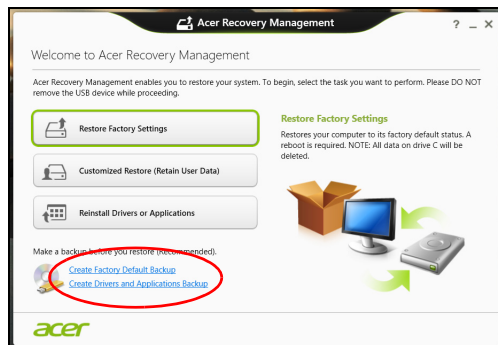 Acer Recovery Management
? _ X
Welcome to Acer Recovery Management
Acer Recovery Management enables you to restore your system. To begin, select the task you want to perform. Please DO NOT
remove the USB device while proceeding.
Restore Factory Settings
Customized Restore (Retain User Data)
Reinstall Drivers or Applications
Restore Factory Settings
Restores your computer to its factory default status. A
reboot is required. NOTE: All data on drive C will be
deleted.
Make a backup before you restore (Recommended).
Create Factory Default Backup
Create Drivers and Applications Backup
acer